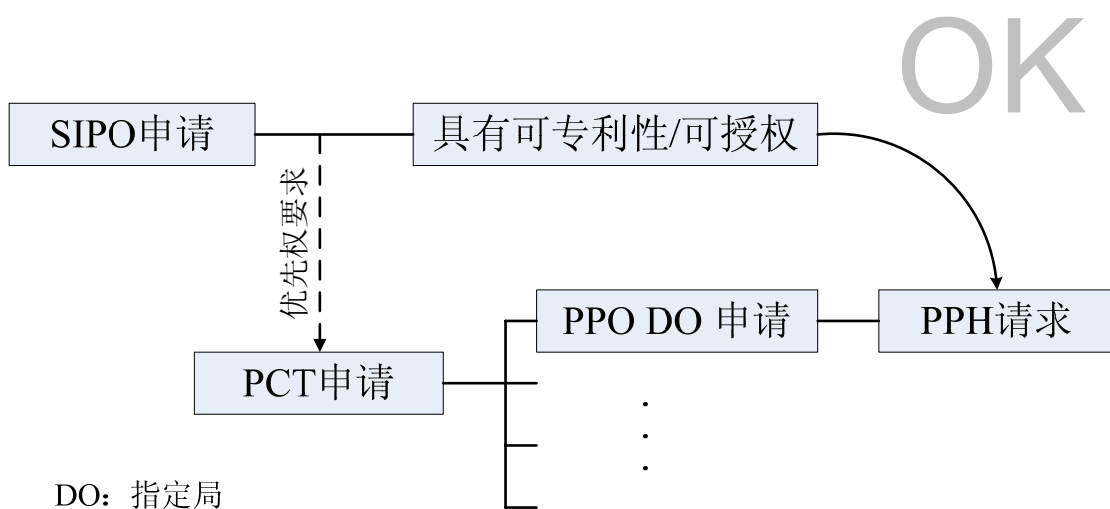 OK
SIPO申请
具有可专利性/可授权
优先权要求
PPO DO 申请
PPH请求
PCT申请
DO：指定局